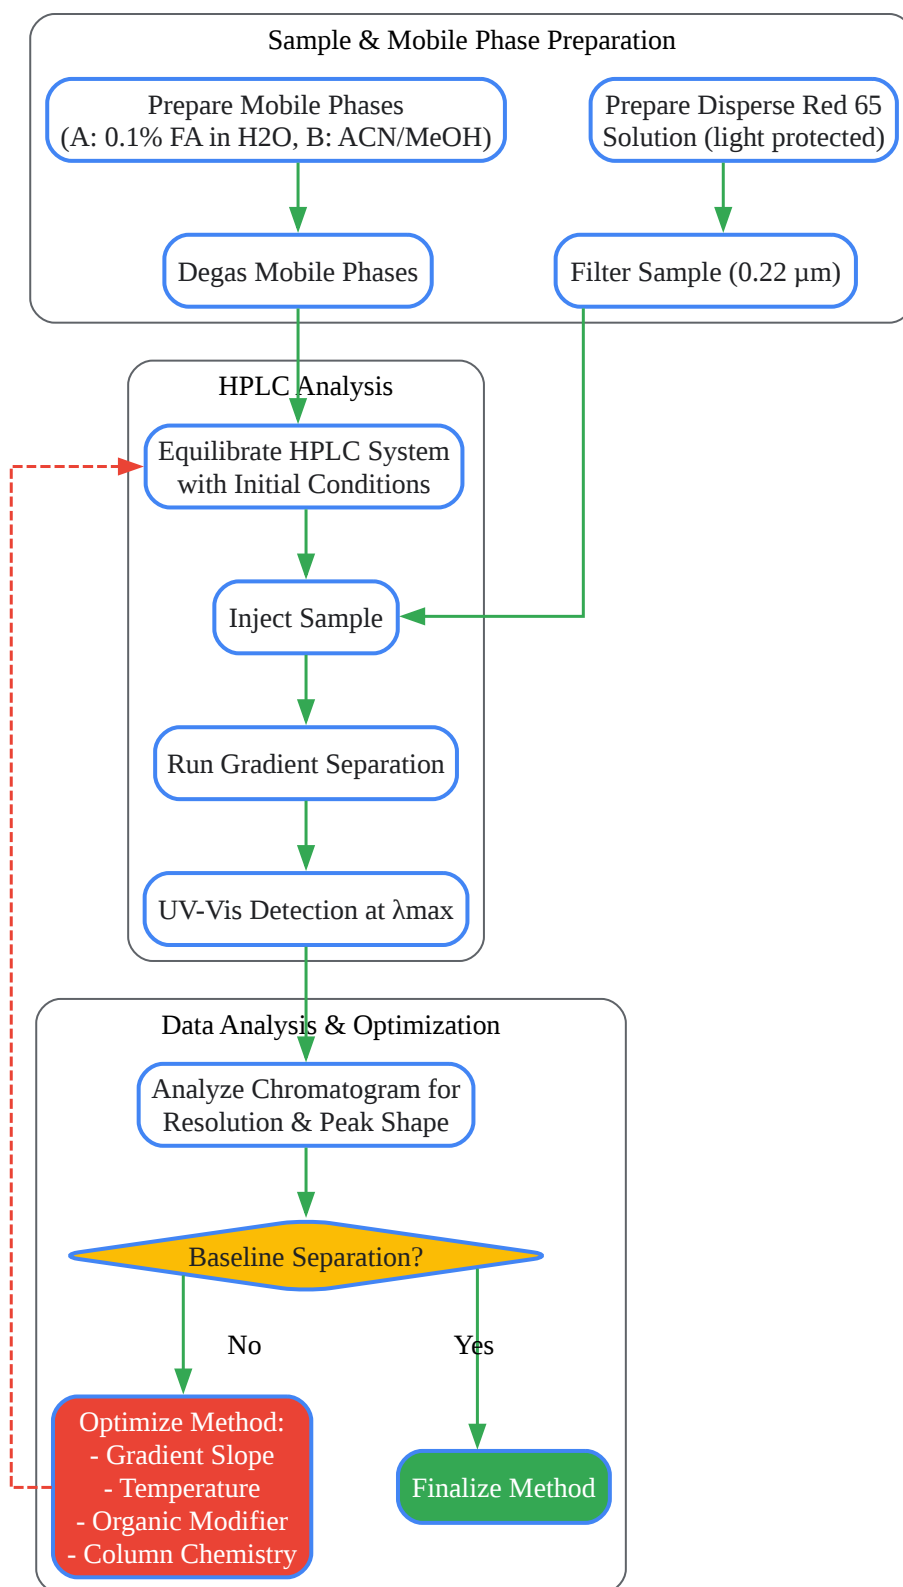 Sample & Mobile Phase Preparation
Prepare Mobile Phases
(A: 0.1% FA in H2O, B: ACN/MeOH)
Prepare Disperse Red 65
Solution (light protected)
Degas Mobile Phases
Filter Sample (0.22 µm)
HPLC Analysis
Equilibrate HPLC System
with Initial Conditions
Inject Sample
Run Gradient Separation
UV-Vis Detection at λmax
Data Analysis & Optimization
Analyze Chromatogram for
Resolution & Peak Shape
Baseline Separation?
No
Yes
Optimize Method:
- Gradient Slope
- Temperature
- Organic Modifier
- Column Chemistry
Finalize Method